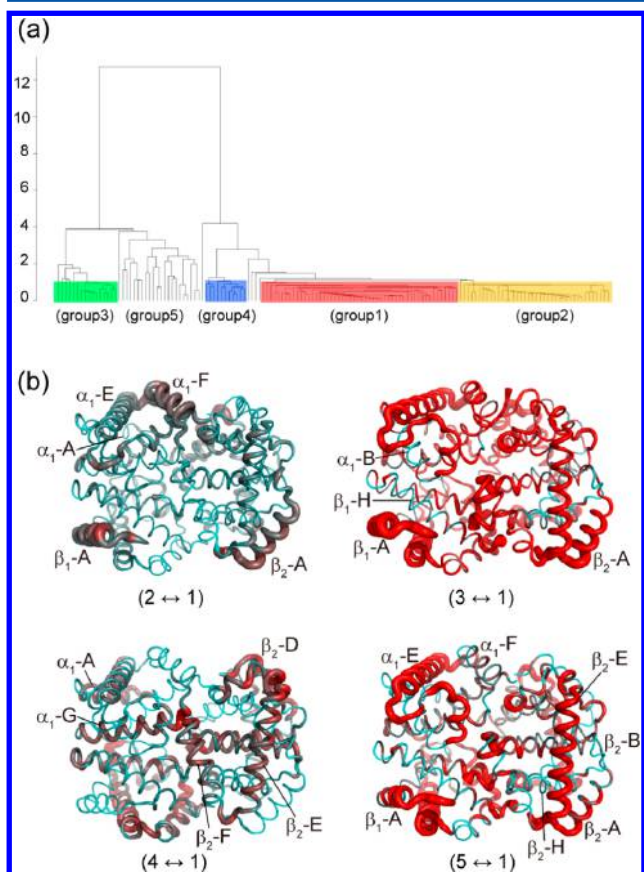 (a)
12
10
8
6
4
2
0
(group3) (group5) (group4) (group1) (group2)
(b)
α₁-E α₁-F
α₁-A
β₁-A β₂-A
(2 ↔ 1)
α₁-B
β₁-H
β₁-A β₂-A
(3 ↔ 1)
α₁-A β₂-D
α₁-G
β₂-F β₂-E
(4 ↔ 1)
α₁-E α₁-F β₂-E
β₂-B
β₁-A β₂-H β₂-A
(5 ↔ 1)